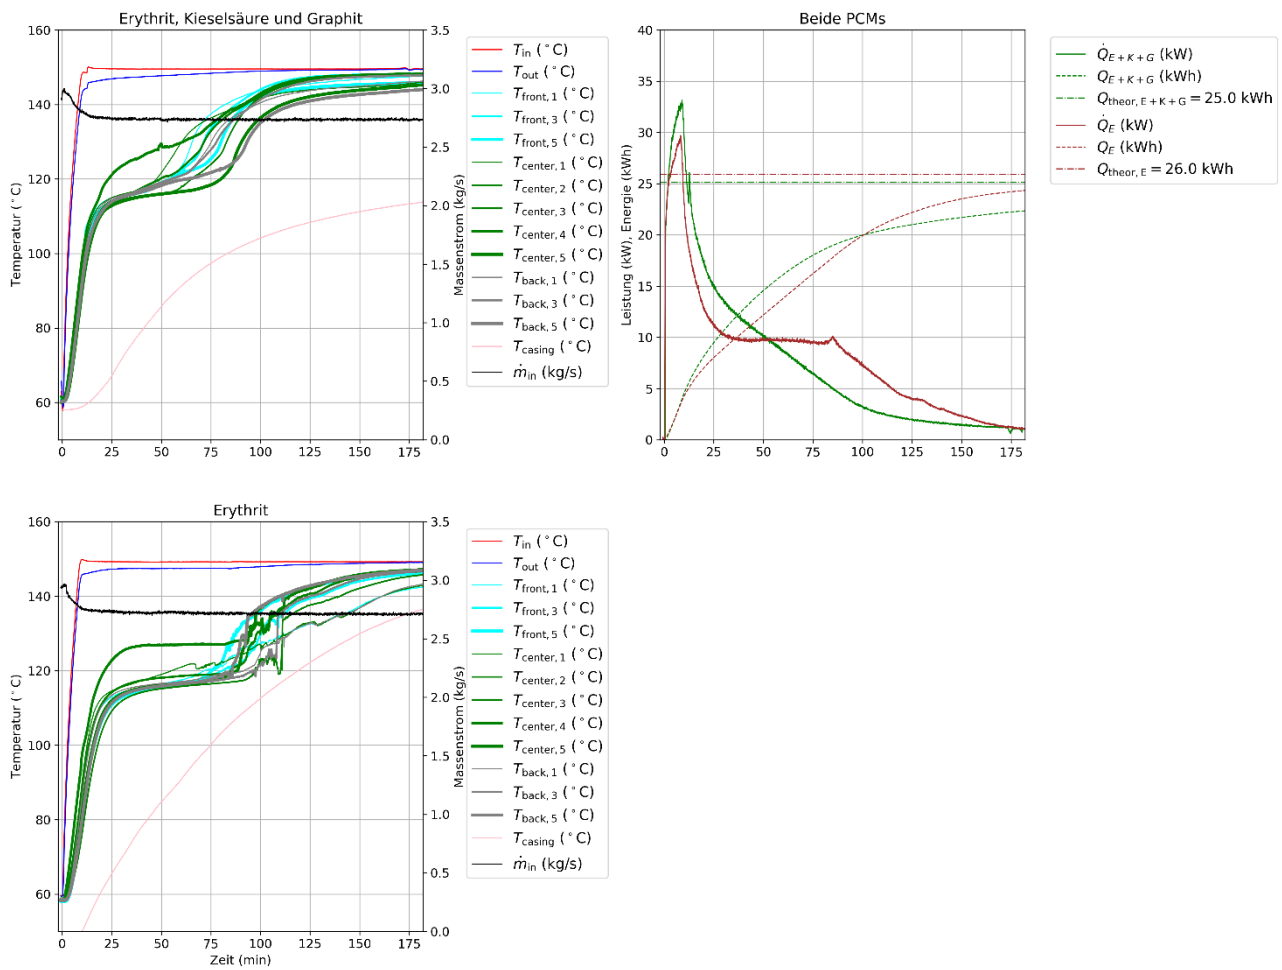 Erythrit, Kieselsäure und Graphit
160
140
120
100
80
60
Temperatur (°C)
0 25 50 75 100 125 150 175
3.5
3.0
2.5
2.0
1.5
1.0
0.5
0.0
Massenstrom (kg/s)
T_in (°C)
T_out (°C)
T_front, 1 (°C)
T_front, 3 (°C)
T_front, 5 (°C)
T_center, 1 (°C)
T_center, 2 (°C)
T_center, 3 (°C)
T_center, 4 (°C)
T_center, 5 (°C)
T_back, 1 (°C)
T_back, 3 (°C)
T_back, 5 (°C)
T_casing (°C)
ṁ_in (kg/s)
Beide PCMs
40
35
30
25
20
15
10
5
0
Leistung (kW), Energie (kWh)
0 25 50 75 100 125 150 175
Q̇_E+K+G (kW)
Q_E+K+G (kWh)
Q_theor, E+K+G = 25.0 kWh
Q̇_E (kW)
Q_E (kWh)
Q_theor, E = 26.0 kWh
Erythrit
160
140
120
100
80
60
Temperatur (°C)
0 25 50 75 100 125 150 175
Zeit (min)
3.5
3.0
2.5
2.0
1.5
1.0
0.5
0.0
Massenstrom (kg/s)
T_in (°C)
T_out (°C)
T_front, 1 (°C)
T_front, 3 (°C)
T_front, 5 (°C)
T_center, 1 (°C)
T_center, 2 (°C)
T_center, 3 (°C)
T_center, 4 (°C)
T_center, 5 (°C)
T_back, 1 (°C)
T_back, 3 (°C)
T_back, 5 (°C)
T_casing (°C)
ṁ_in (kg/s)